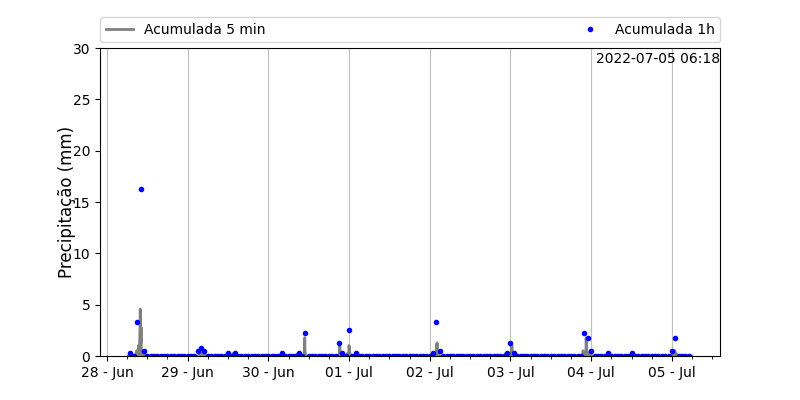 Acumulada 5 min
Acumulada 1h
2022-07-05 06:18
Precipitação (mm)
30
25
20
15
10
5
0
28 - Jun
29 - Jun
30 - Jun
01 - Jul
02 - Jul
03 - Jul
04 - Jul
05 - Jul